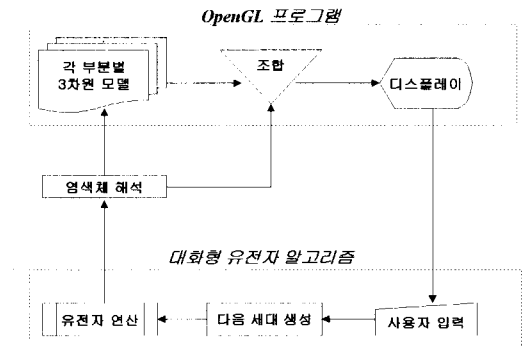 OpenGL 프로그램
각 부분별
3차원 모델
조합
디스플레이
염색체 해석
대화형 유전자 알고리즘
유전자 연산
다음 세대 생성
사용자 입력